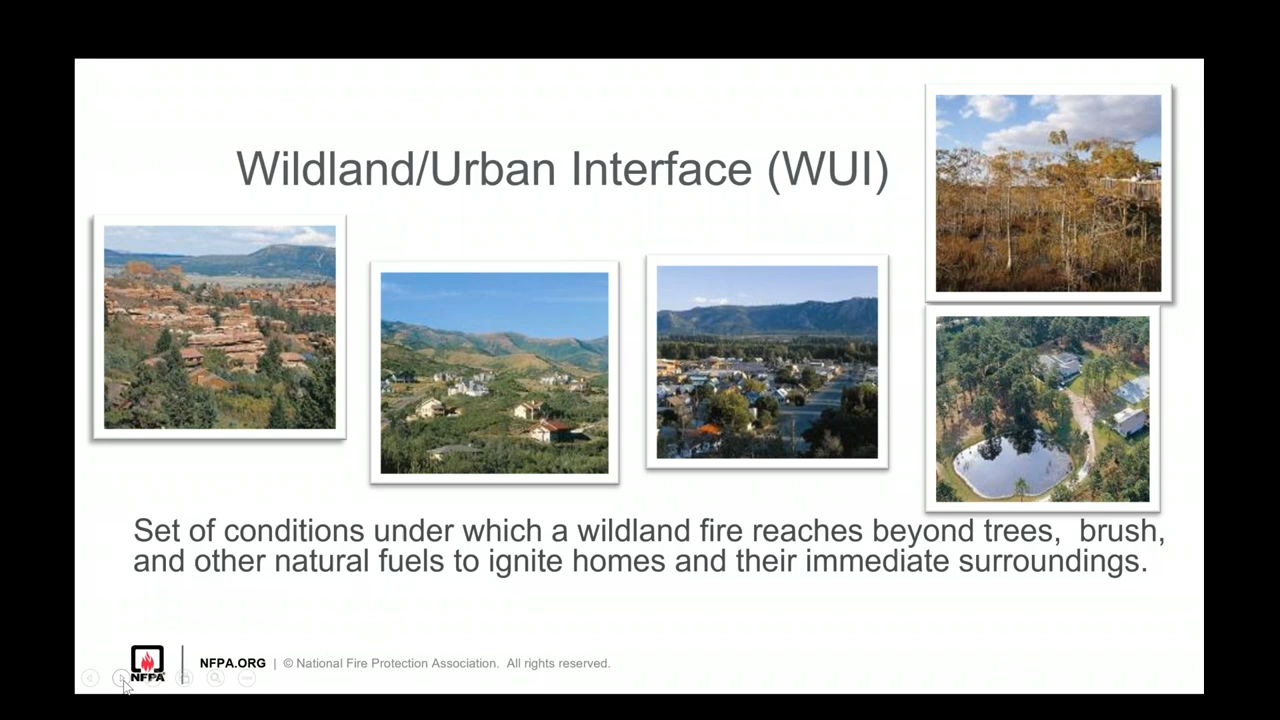 Wildland/Urban Interface (WUI)
Set of conditions under which a wildland fire reaches beyond trees,  brush,
and other natural fuels to ignite homes and their immediate surroundings.
NFPA
NFPA.ORG | © National Fire Protection Association.  All rights reserved.